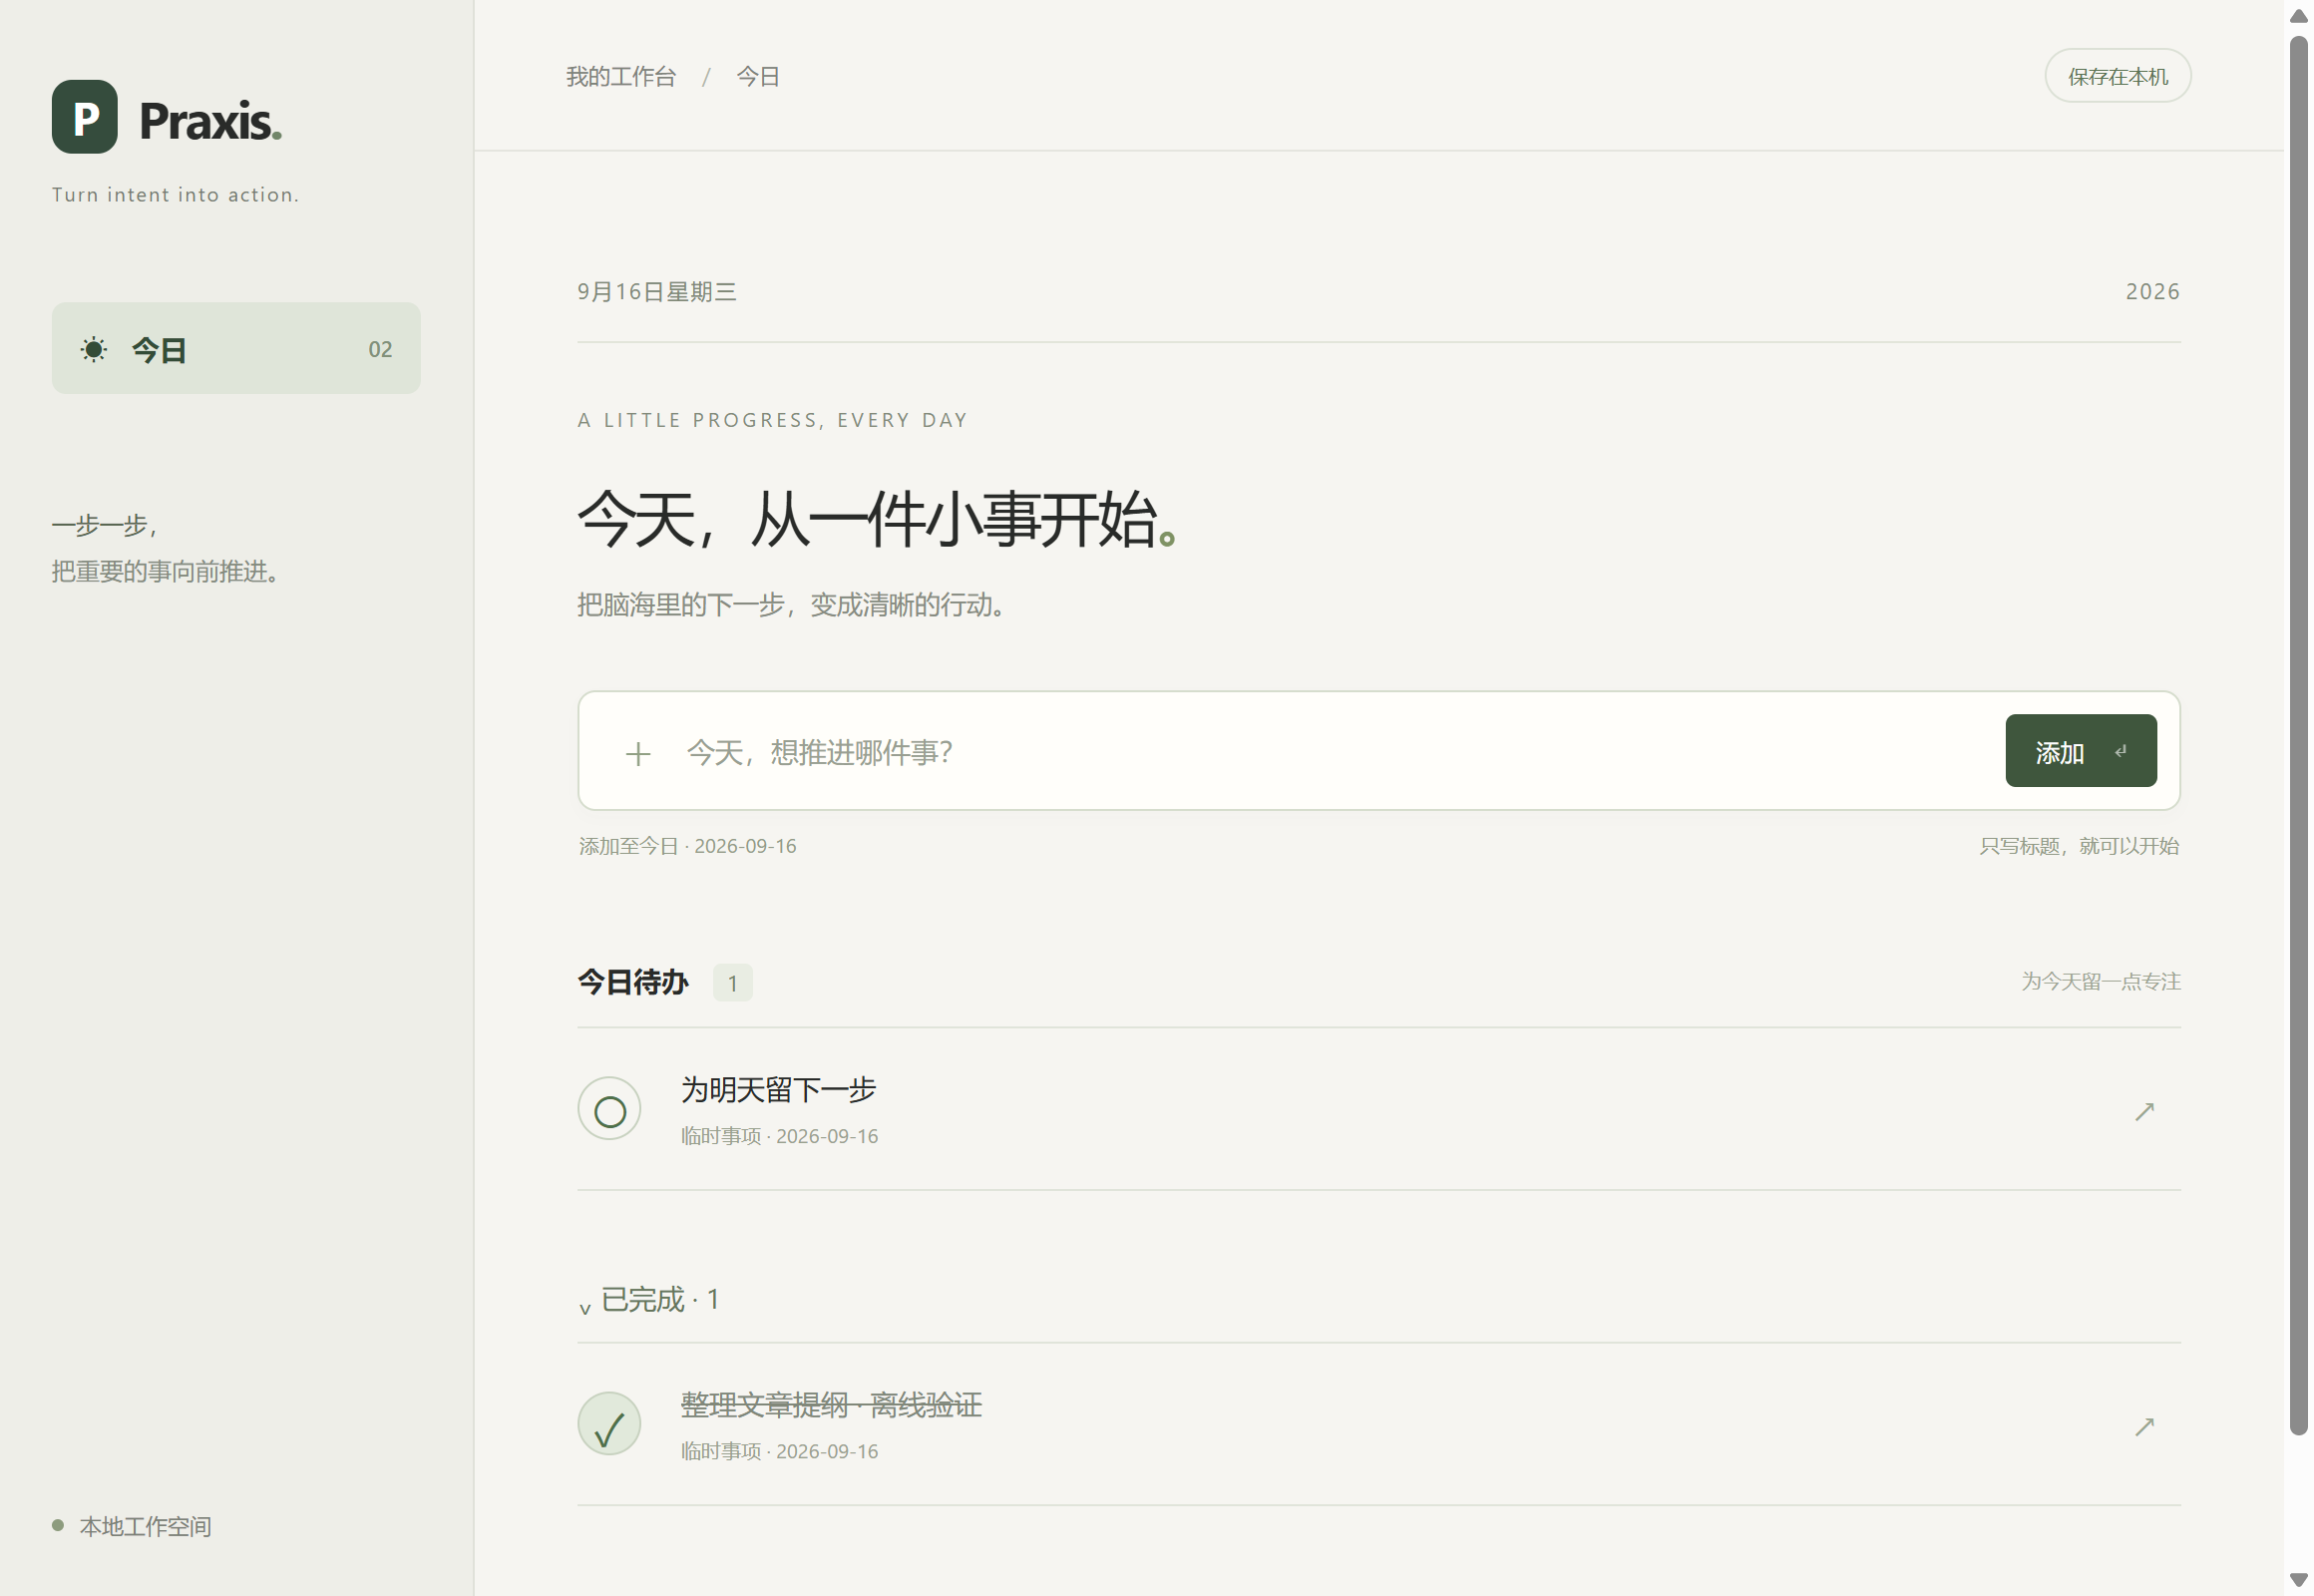 P Praxis.
Turn intent into action.
今日 02
一步一步，
把重要的事向前推进。
本地工作空间
我的工作台 / 今日
保存在本机
9月16日星期三
2026
A LITTLE PROGRESS, EVERY DAY
今天，从一件小事开始。
把脑海里的下一步，变成清晰的行动。
今天，想推进哪件事？
添加
添加至今日 · 2026-09-16
只写标题，就可以开始
今日待办 1
为今天留一点专注
为明天留下一步
临时事项 · 2026-09-16
已完成 · 1
整理文章提纲 · 离线验证
临时事项 · 2026-09-16